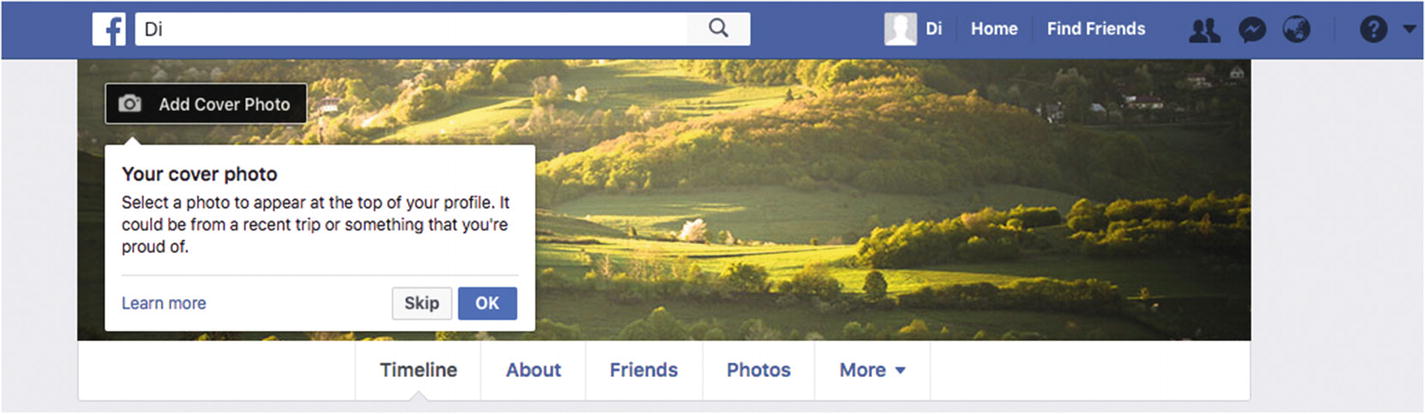 f Di Di Home Find Friends ?
Add Cover Photo
Your cover photo
Select a photo to appear at the top of your profile. It
could be from a recent trip or something that you're
proud of.
Learn more Skip OK
Timeline About Friends Photos More